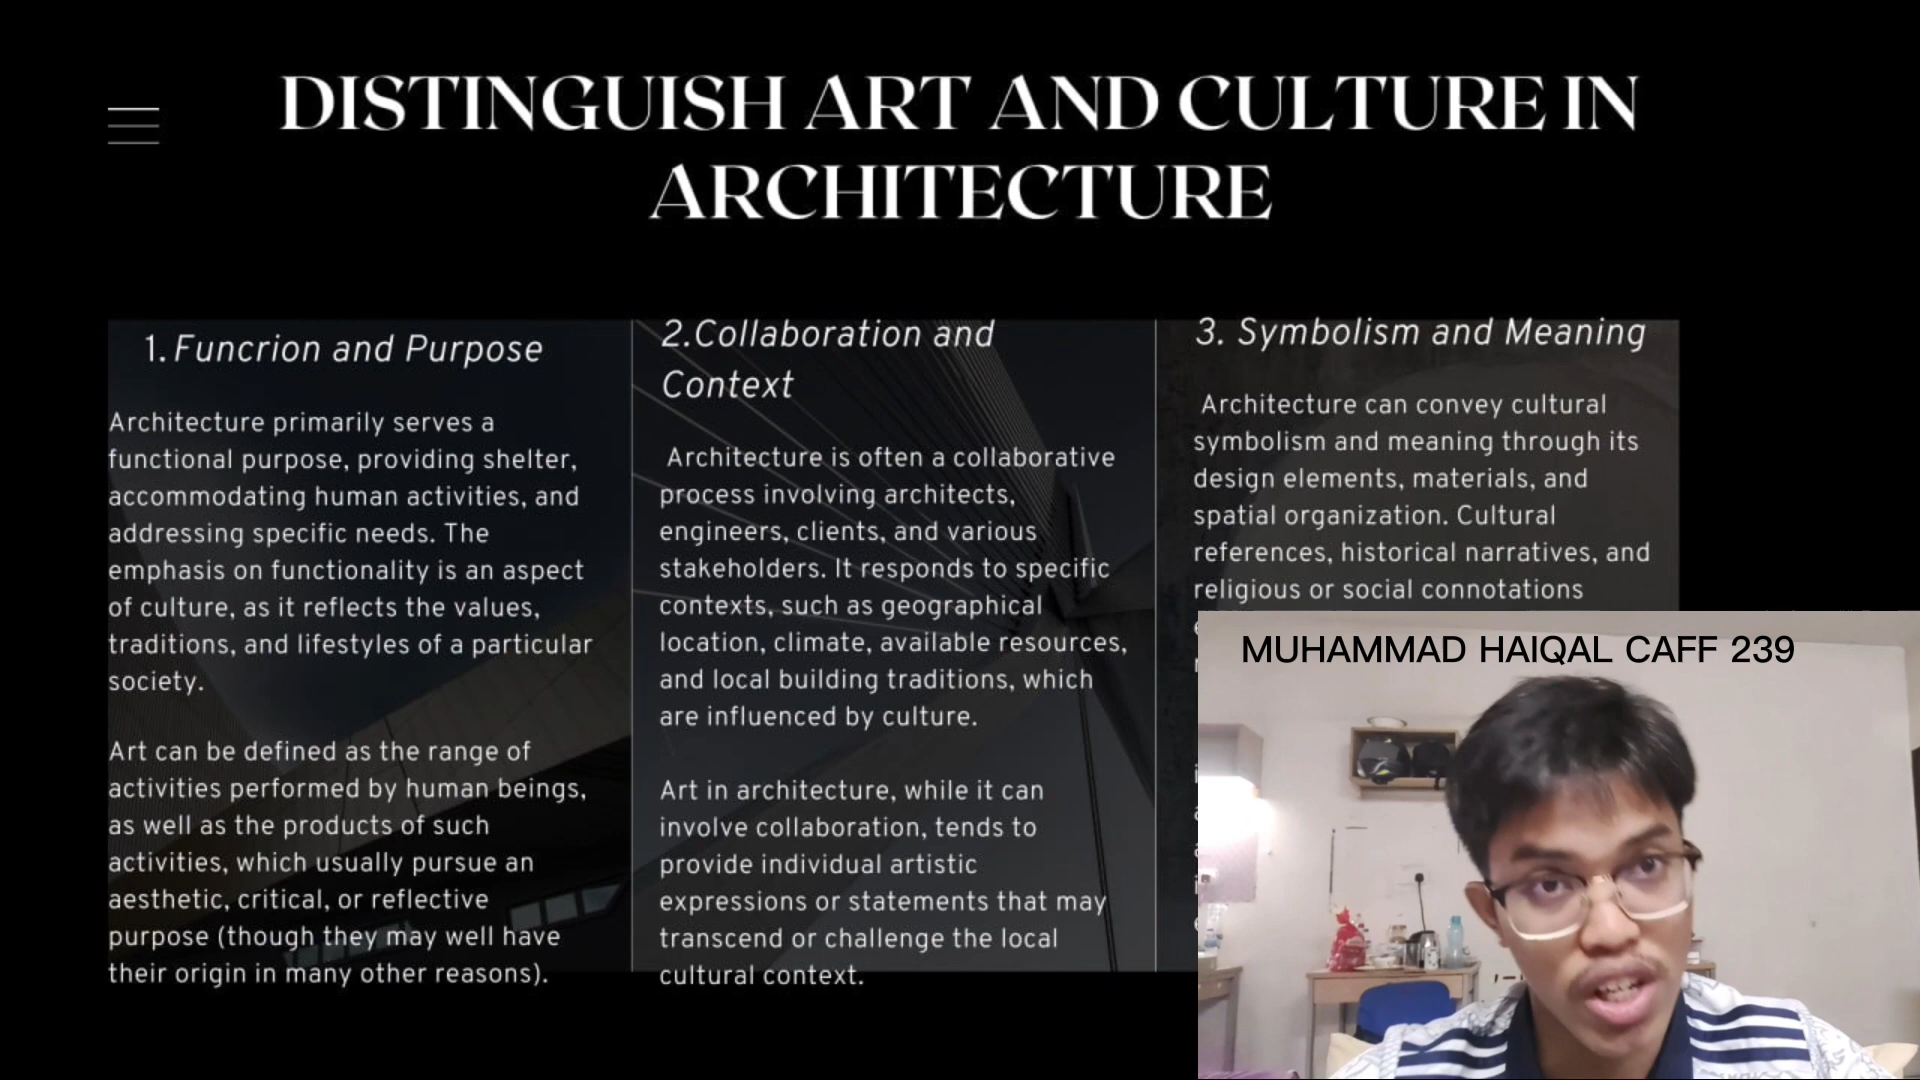 DISTINGUISH ART AND CULTURE IN
ARCHITECTURE
1. Funcrion and Purpose
Architecture primarily serves a
functional purpose, providing shelter,
accommodating human activities, and
addressing specific needs. The
emphasis on functionality is an aspect
of culture, as it reflects the values,
traditions, and lifestyles of a particular
society.
Art can be defined as the range of
activities performed by human beings,
as well as the products of such
activities, which usually pursue an
aesthetic, critical, or reflective
purpose (though they may well have
their origin in many other reasons).
2.Collaboration and
Context
Architecture is often a collaborative
process involving architects,
engineers, clients, and various
stakeholders. It responds to specific
contexts, such as geographical
location, climate, available resources,
and local building traditions, which
are influenced by culture.
Art in architecture, while it can
involve collaboration, tends to
provide individual artistic
expressions or statements that may
transcend or challenge the local
cultural context.
3. Symbolism and Meaning
Architecture can convey cultural
symbolism and meaning through its
design elements, materials, and
spatial organization. Cultural
references, historical narratives, and
religious or social connotations
MUHAMMAD HAIQAL CAFF 239